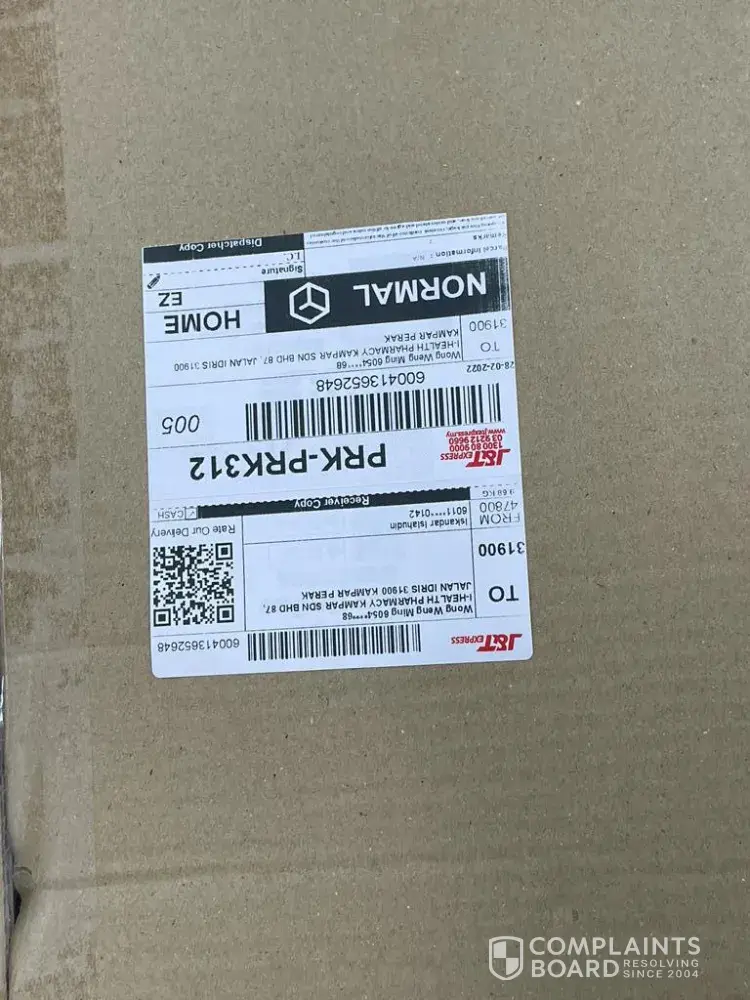 J&T EXPRESS
600413652648
TO
31900
Wong Weng Ming 6054***68
I-HEALTH PHARMACY KAMPAR SDN BHD 87,
JALAN IDRIS 31900 KAMPAR PERAK
FROM
47800
Iskandar Islahudin
6011****0142
Rate Our Delivery
CASH
Receiver Copy
PRK-PRK312
J&T EXPRESS
1300 80 9000
03 9212 9660
www.jtexpress.my
005
600413652648
28-02-2022
TO
31900
Wong Weng Ming 6054****68
I-HEALTH PHARMACY KAMPAR SDN BHD 87, JALAN IDRIS 31900
KAMPAR PERAK
NORMAL
HOME
EZ
Parcel Information : N/A
Remarks :
Signature
I.C.
Dispatcher Copy
COMPLAINTS
BOARD RESOLVING
SINCE 2004